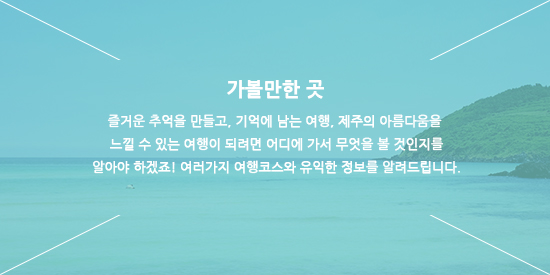 가볼만한 곳
즐거운 추억을 만들고, 기억에 남는 여행, 제주의 아름다움을
느낄 수 있는 여행이 되려면 어디에 가서 무엇을 볼 것인지를
알아야 하겠죠! 여러가지 여행코스와 유익한 정보를 알려드립니다.